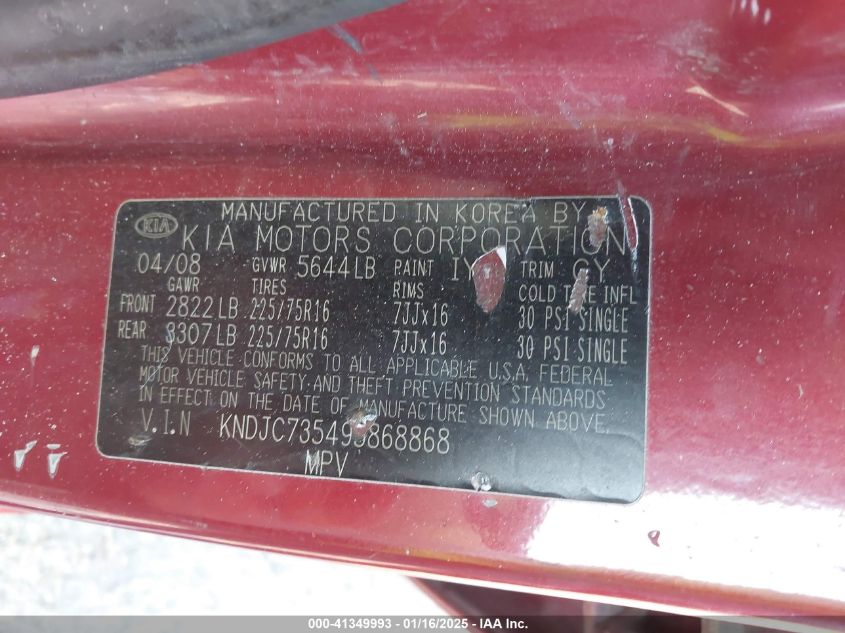 KIA
MANUFACTURED IN KOREA BY
KIA MOTORS CORPORATION
04/08 GVWR 5644LB PAINT TRIM GY
GAWR TIRES RIMS COLD TIRE INFL
FRONT 2822LB 225/75R16 7JJx16 30 PSI SINGLE
REAR 3307LB 225/75R16 7JJx16 30 PSI SINGLE
THIS VEHICLE CONFORMS TO ALL APPLICABLE U.S.A. FEDERAL
MOTOR VEHICLE SAFETY AND THEFT PREVENTION STANDARDS
IN EFFECT ON THE DATE OF MANUFACTURE SHOWN ABOVE.
V.I.N KNDJC735495868868
MPV
000-41349993 - 01/16/2025 - IAA Inc.